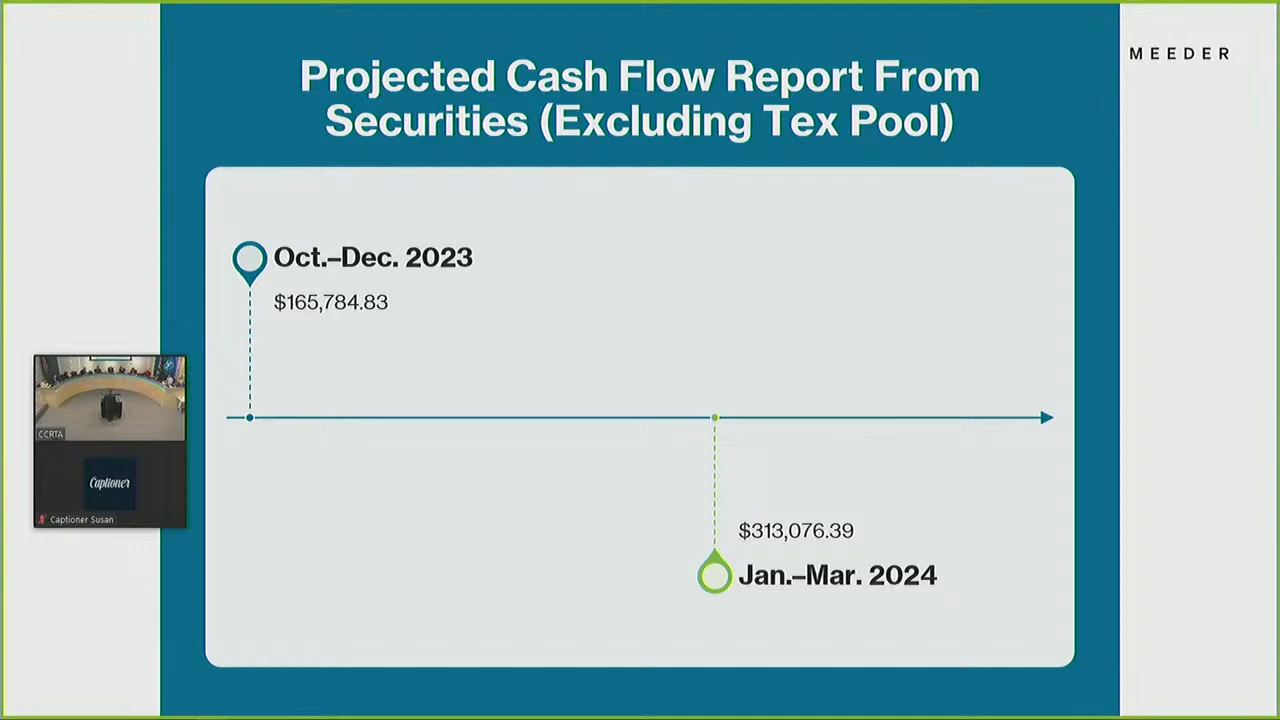 MEEDER
Projected Cash Flow Report From
Securities (Excluding Tex Pool)
Oct.–Dec. 2023
$165,784.83
$313,076.39
Jan.–Mar. 2024
CCRTA
Captioner
Captioner Susan